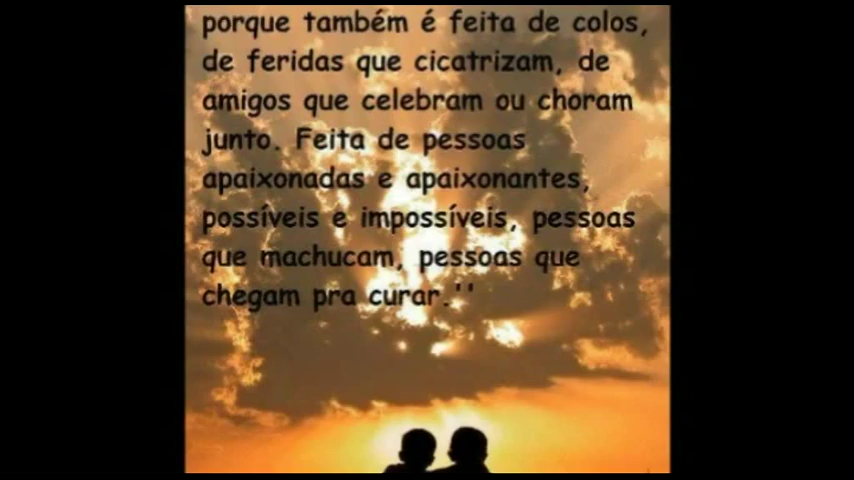 porque também é feita de colos,
de feridas que cicatrizam, de
amigos que celebram ou choram
junto. Feita de pessoas
apaixonadas e apaixonantes,
possíveis e impossíveis, pessoas
que machucam, pessoas que
chegam pra curar.''